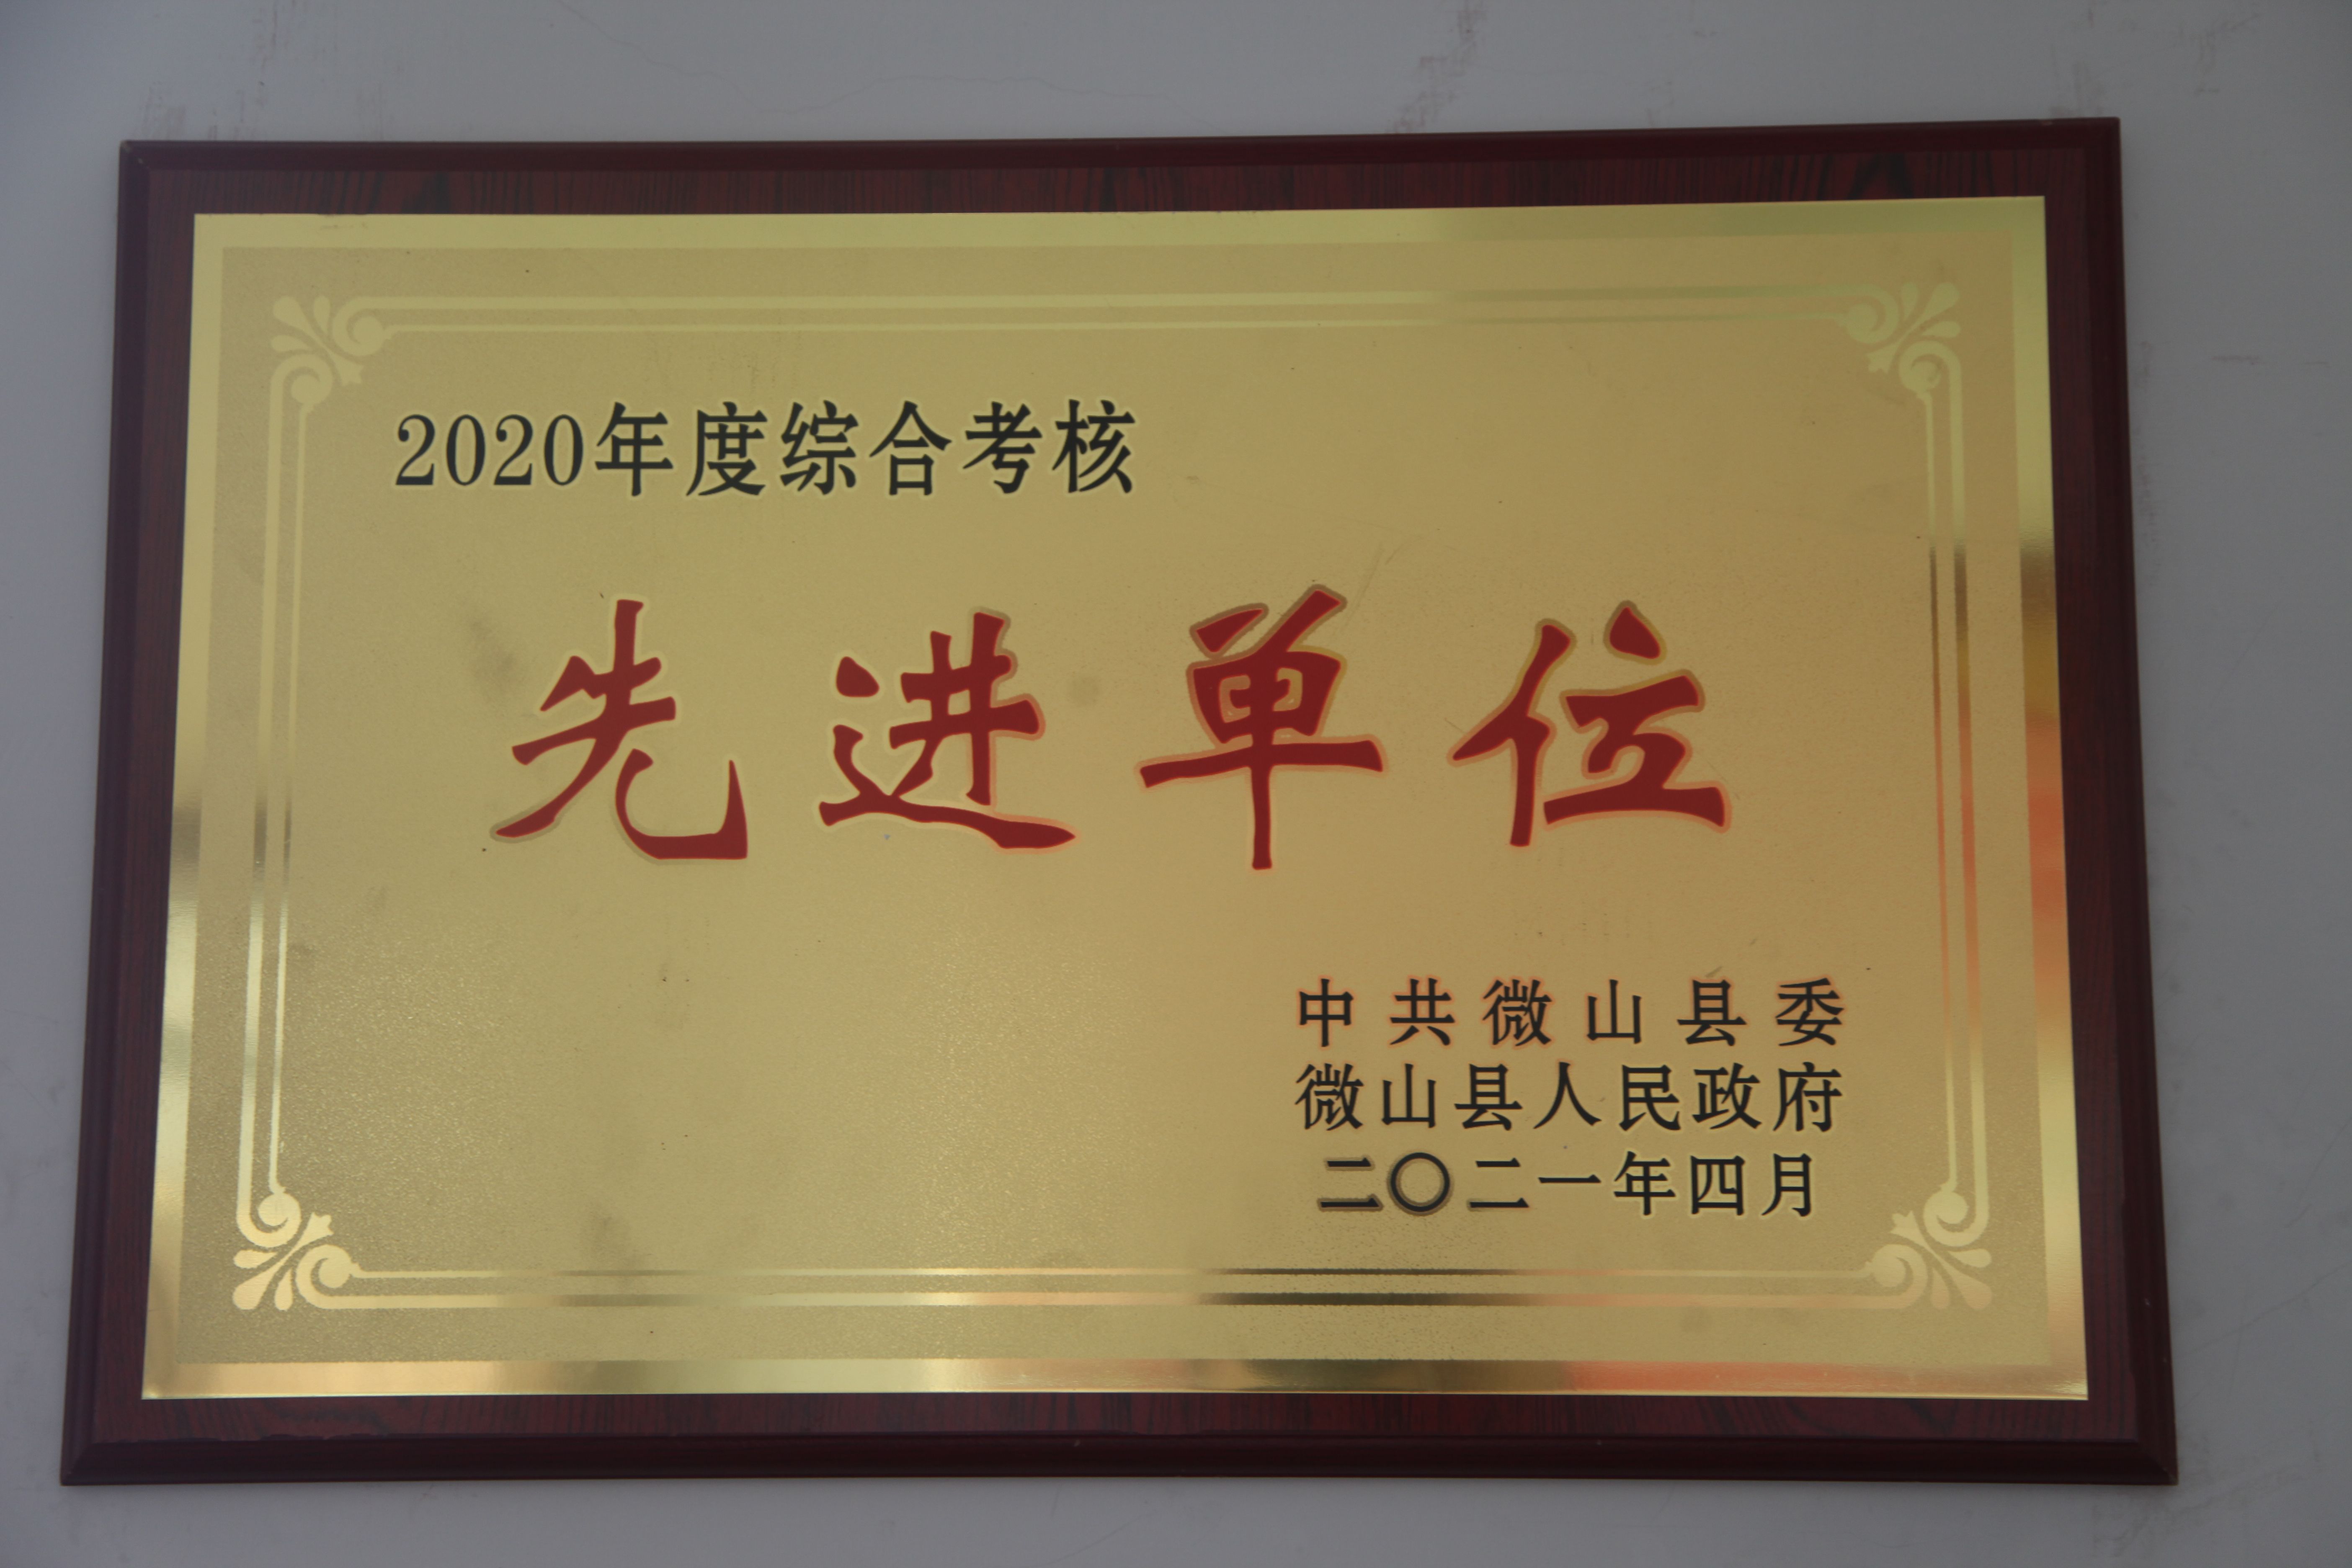 2020年度综合考核
先进单位
中共微山县委
微山县人民政府
二〇二一年四月